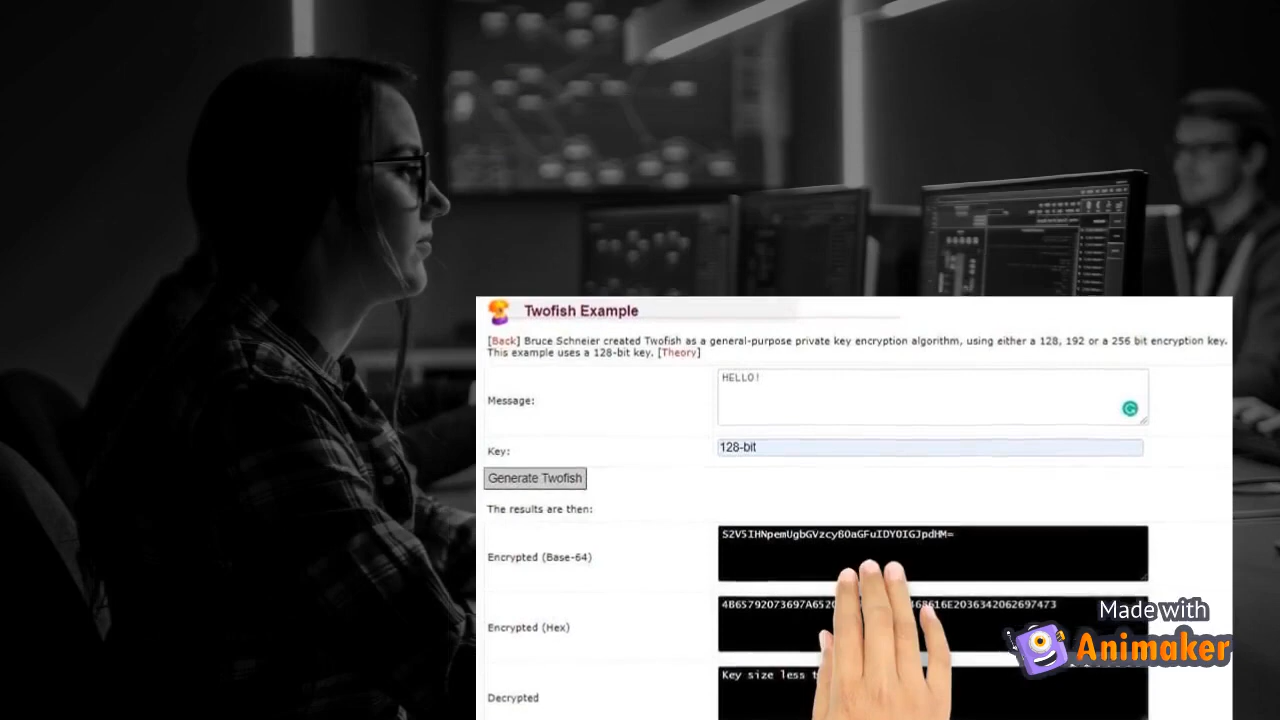 Twofish Example
[Back] Bruce Schneier created Twofish as a general-purpose private key encryption algorithm, using either a 128, 192 or a 256 bit encryption key.
This example uses a 128-bit key. [Theory]
Message:
HELLO!
Key:
128-bit
Generate Twofish
The results are then:
Encrypted (Base-64)
S2V5IHNpemUgbGVzcyB0aGFuIDY0IGJpdHM=
Encrypted (Hex)
4B65792073697A652 68616E2036342062697473
Decrypted
Key size less
Made with
Animaker